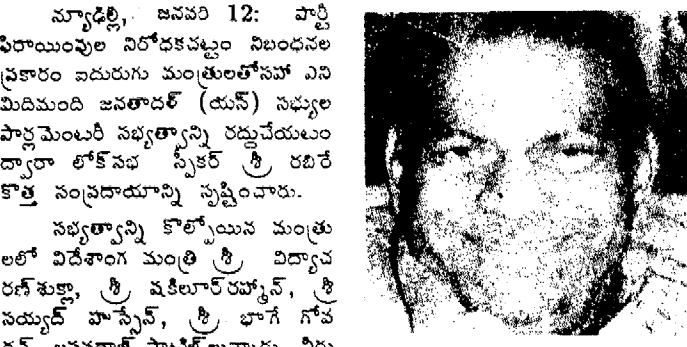 న్యూఢిల్లీ, జనవరి 12: పార్టీ
ఫిరాయింపుల నిరోధకచట్టం నిబంధనల
ప్రకారం ఐదురుగు మంత్రులతోసహా ఎని
మిదిమంది జనతాదళ్ (యస్) సభ్యుల
పార్లమెంటరీ సభ్యత్వాన్ని రద్దుచేయటం
ద్వారా లోక్‌సభ స్పీకర్ శ్రీ రబిరే
కొత్త సంప్రదాయాన్ని సృష్టించారు.
సభ్యత్వాన్ని కొల్పోయిన మంత్రు
లలో విదేశాంగ మంత్రి శ్రీ విద్యాచ
రణ్‌శుక్లా, శ్రీ షకీలూర్‌రహ్మాన్, శ్రీ
సయ్యద్ హుస్సేన్, శ్రీ భాగే గోవ